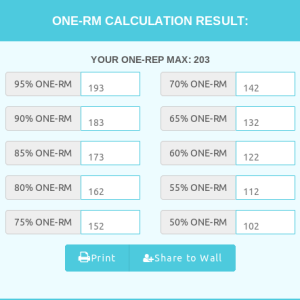 ONE-RM CALCULATION RESULT:
YOUR ONE-REP MAX: 203
95% ONE-RM 193 70% ONE-RM 142
90% ONE-RM 183 65% ONE-RM 132
85% ONE-RM 173 60% ONE-RM 122
80% ONE-RM 162 55% ONE-RM 112
75% ONE-RM 152 50% ONE-RM 102
Print Share to Wall